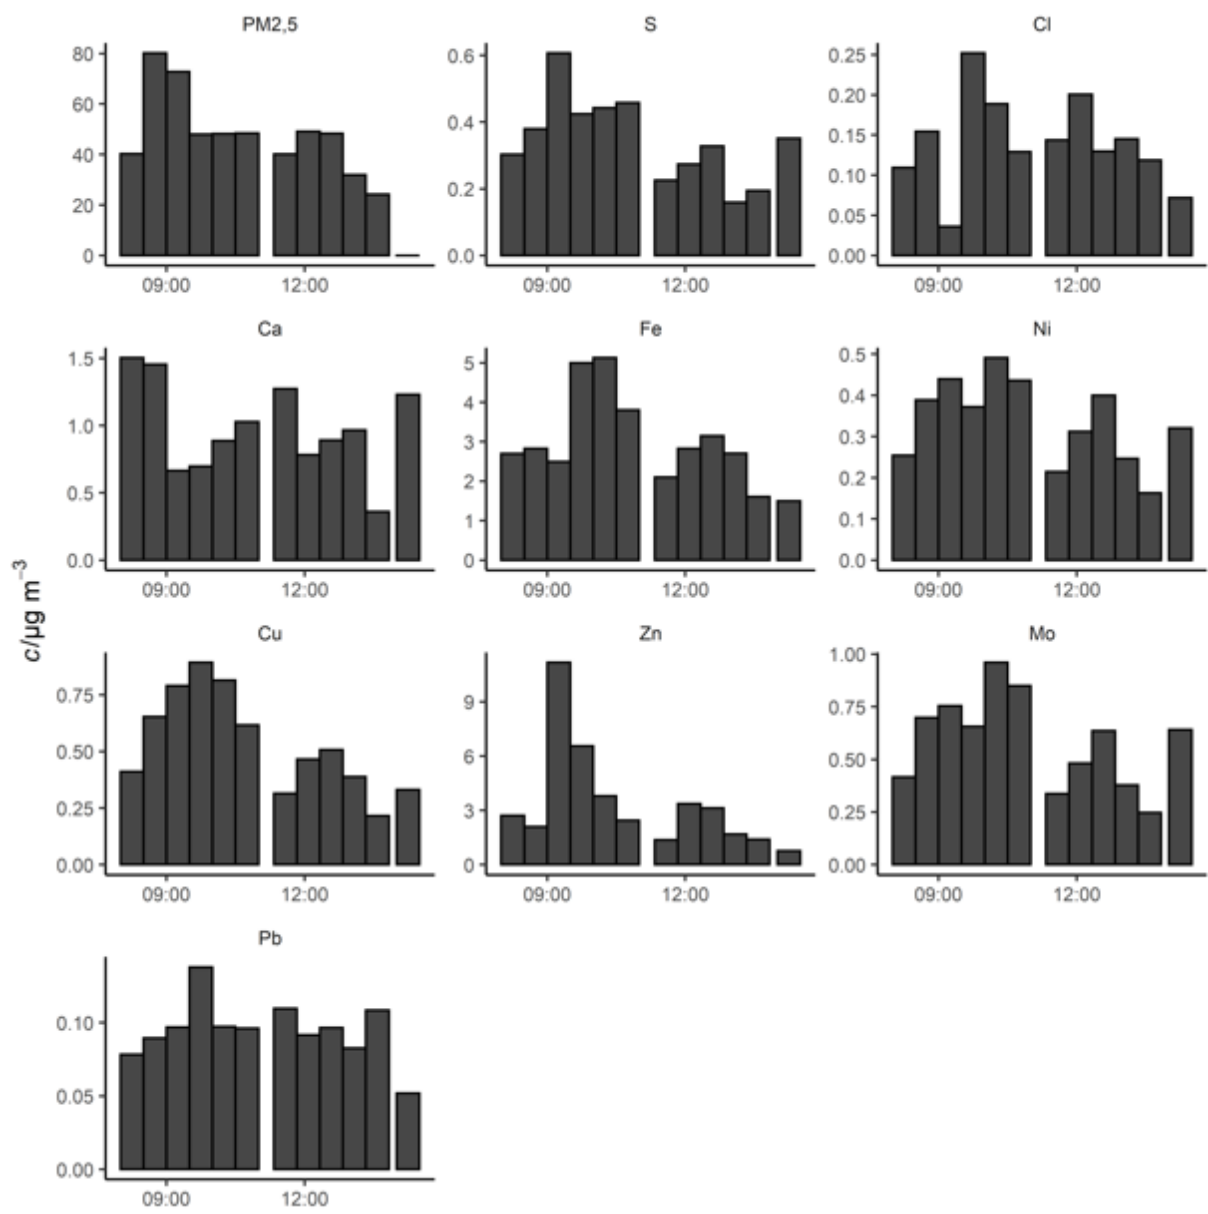 PM2,5 S Cl
80 0.6 0.25
60 0.20
0.4 0.15
40 0.10
20 0.2 0.05
0 0.0 0.00
09:00 12:00 09:00 12:00 09:00 12:00
Ca Fe Ni
1.5 5 0.5
4 0.4
1.0 3 0.3
2 0.2
0.5 1 0.1
0.0 0 0.0
09:00 12:00 09:00 12:00 09:00 12:00
c/µg m⁻³
Cu Zn Mo
1.00
0.75 9 0.75
0.50 6 0.50
0.25 3 0.25
0.00 0 0.00
09:00 12:00 09:00 12:00 09:00 12:00
Pb
0.10
0.05
0.00
09:00 12:00